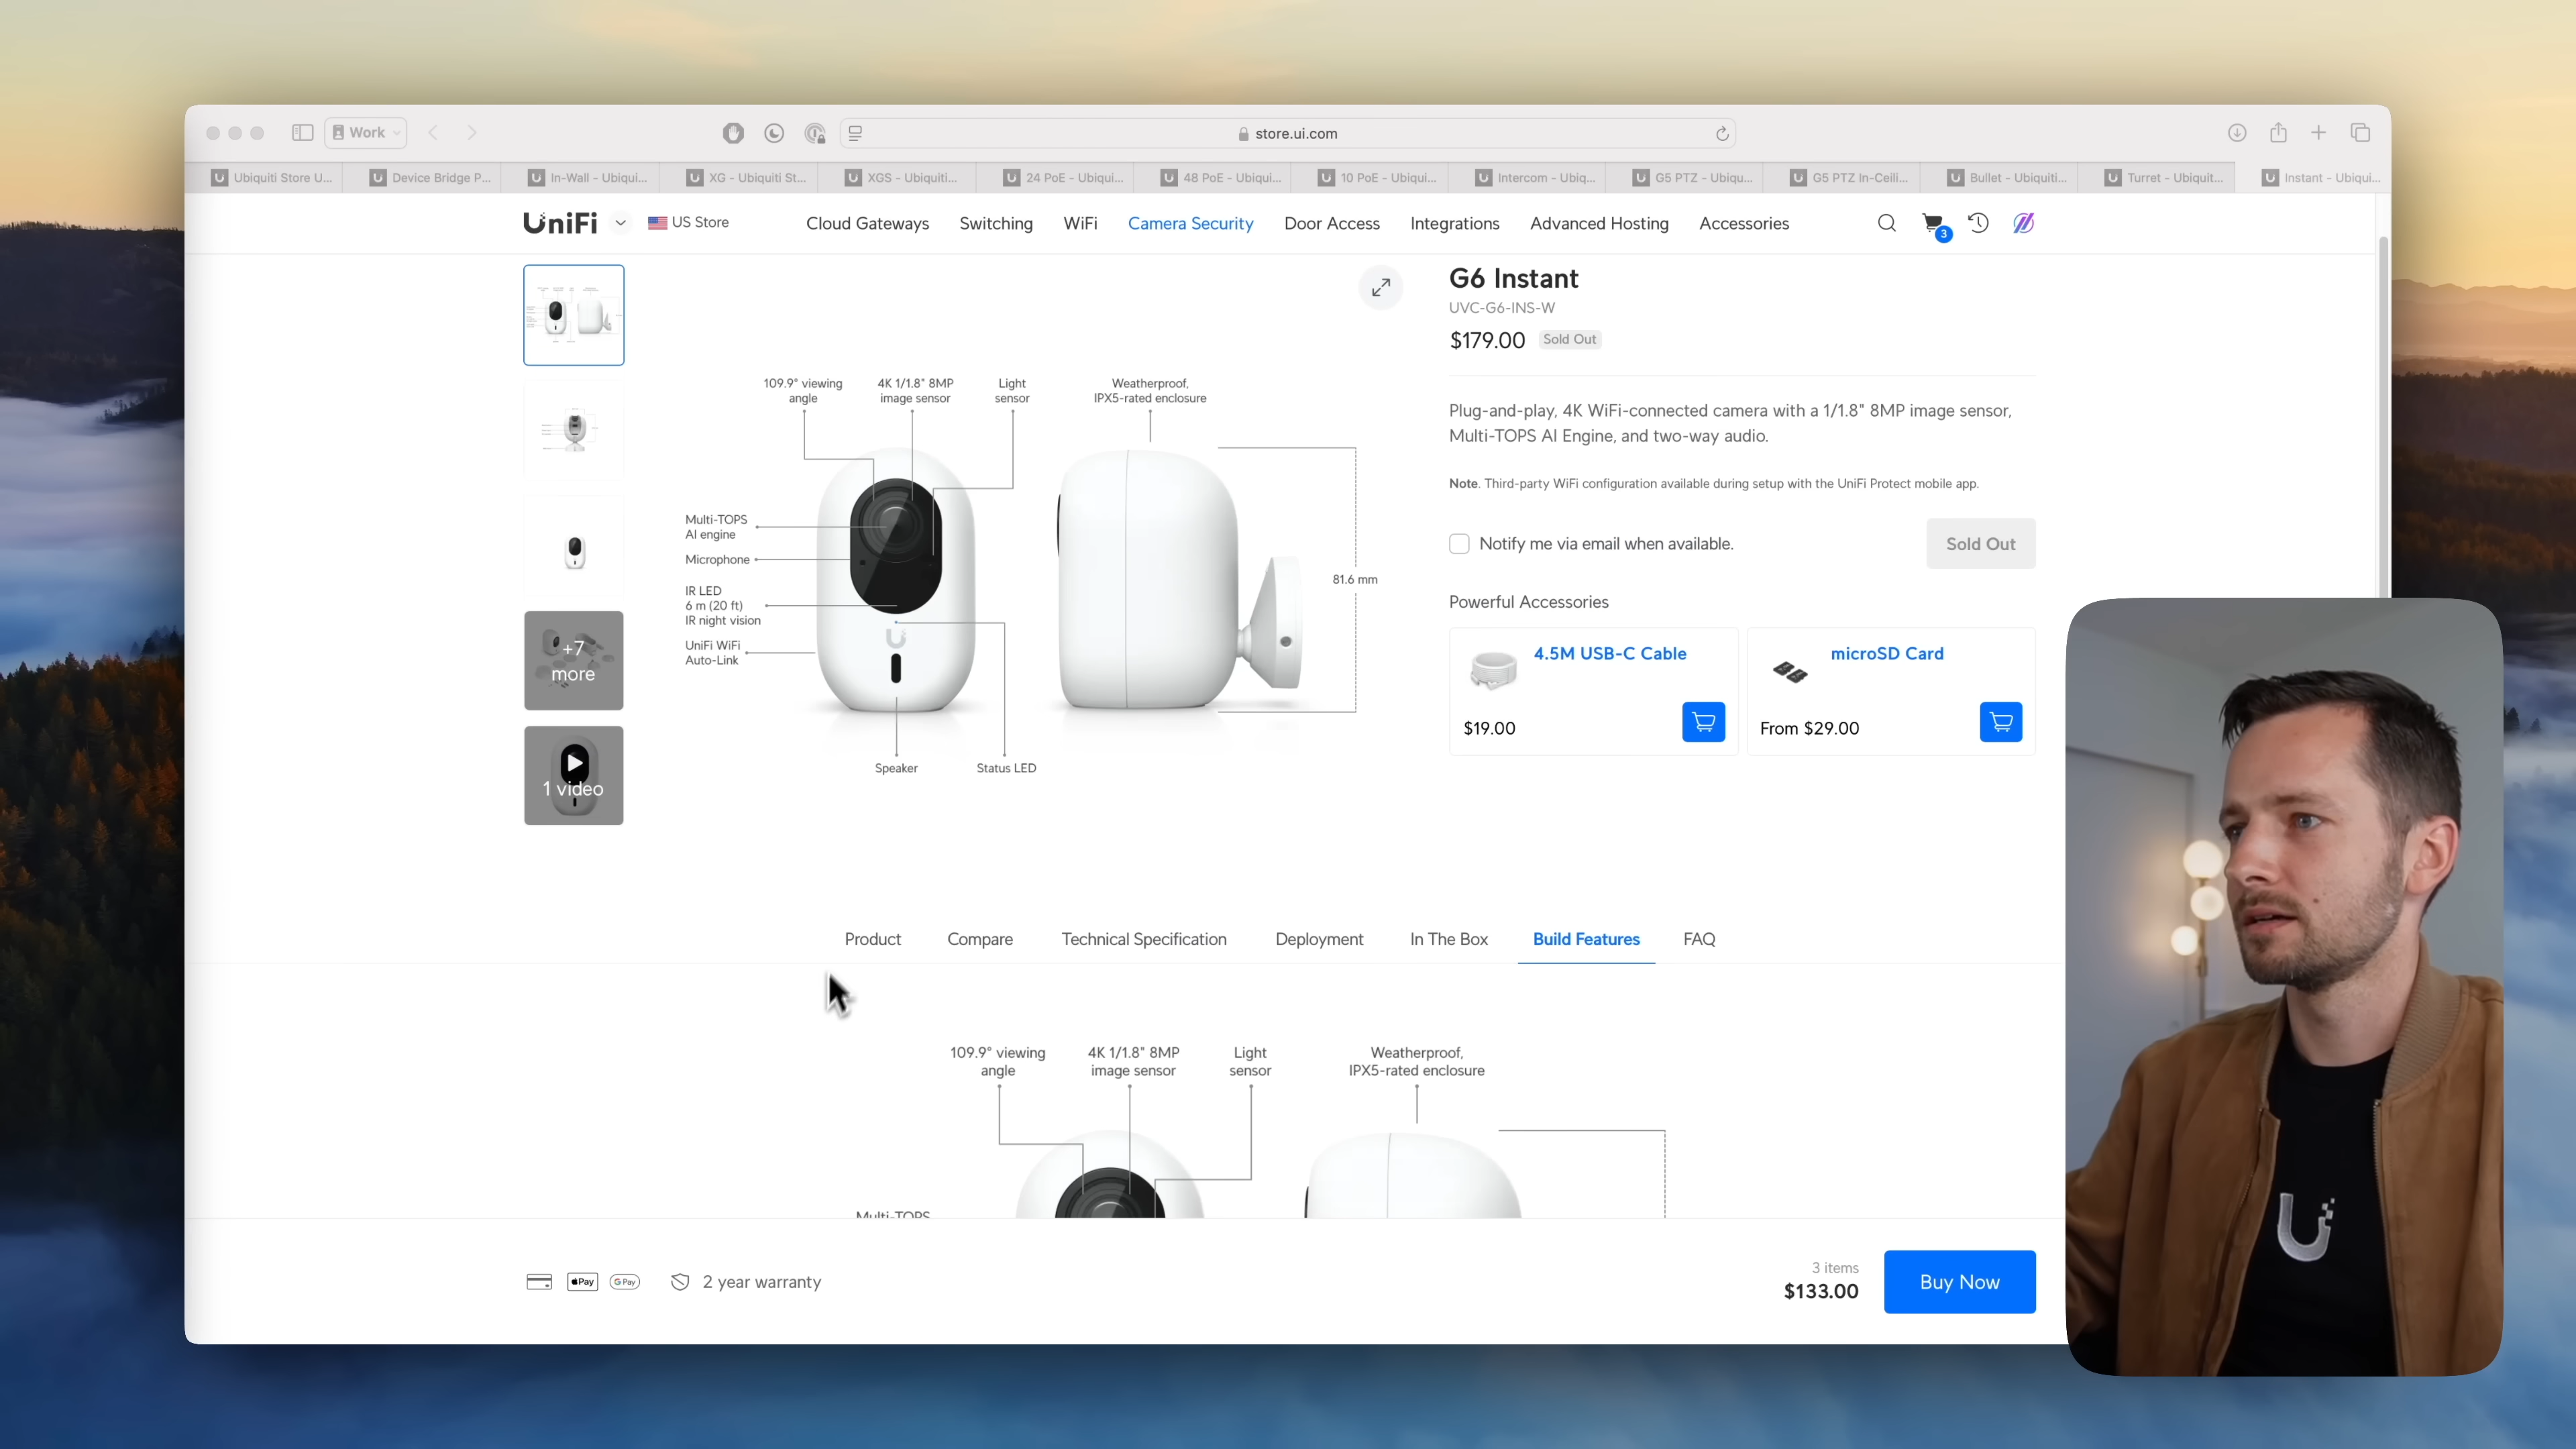 Work
store.ui.com
Ubiquiti Store U...
Device Bridge P...
In-Wall - Ubiqui...
XG - Ubiquiti St...
XGS - Ubiquiti...
24 PoE - Ubiqui...
48 PoE - Ubiqui...
10 PoE - Ubiqui...
Intercom - Ubiq...
G5 PTZ - Ubiqu...
G5 PTZ In-Ceili...
Bullet - Ubiquiti...
Turret - Ubiquit...
Instant - Ubiqui...
UniFi
US Store
Cloud Gateways
Switching
WiFi
Camera Security
Door Access
Integrations
Advanced Hosting
Accessories
3
G6 Instant
UVC-G6-INS-W
$179.00 Sold Out
Plug-and-play, 4K WiFi-connected camera with a 1/1.8" 8MP image sensor,
Multi-TOPS AI Engine, and two-way audio.
Note. Third-party WiFi configuration available during setup with the UniFi Protect mobile app.
Notify me via email when available.
Sold Out
Powerful Accessories
4.5M USB-C Cable
$19.00
microSD Card
From $29.00
109.9° viewing
angle
4K 1/1.8" 8MP
image sensor
Light
sensor
Weatherproof,
IPX5-rated enclosure
Multi-TOPS
AI engine
Microphone
IR LED
6 m (20 ft)
IR night vision
UniFi WiFi
Auto-Link
81.6 mm
Speaker
Status LED
+7
more
1 video
Product
Compare
Technical Specification
Deployment
In The Box
Build Features
FAQ
109.9° viewing
angle
4K 1/1.8" 8MP
image sensor
Light
sensor
Weatherproof,
IPX5-rated enclosure
Multi-TOPS
Pay
G Pay
2 year warranty
3 items
$133.00
Buy Now